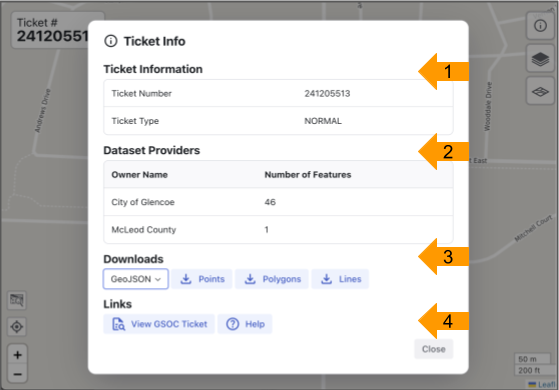 Ticket #
24120551
Ticket Info
Ticket Information
1
Ticket Number 241205513
Ticket Type NORMAL
Dataset Providers
2
Owner Name Number of Features
City of Glencoe 46
McLeod County 1
Downloads
3
GeoJSON Points Polygons Lines
Links
4
View GSOC Ticket Help
Close
Andrews Drive
Wooddale Drive
t East
Mitchell Court
+
−
50 m
200 ft
Leafl